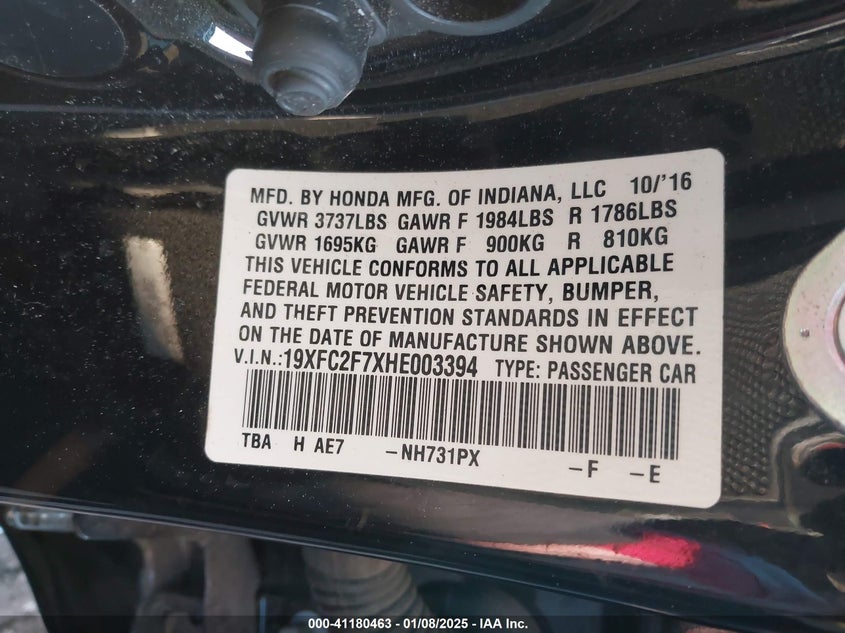 MFD. BY HONDA MFG. OF INDIANA, LLC 10/'16
GVWR 3737LBS GAWR F 1984LBS R 1786LBS
GVWR 1695KG GAWR F 900KG R 810KG
THIS VEHICLE CONFORMS TO ALL APPLICABLE
FEDERAL MOTOR VEHICLE SAFETY, BUMPER,
AND THEFT PREVENTION STANDARDS IN EFFECT
ON THE DATE OF MANUFACTURE SHOWN ABOVE.
V.I.N.:19XFC2F7XHE003394 TYPE: PASSENGER CAR
TBA H AE7 –NH731PX –F –E
000-41180463 - 01/08/2025 - IAA Inc.